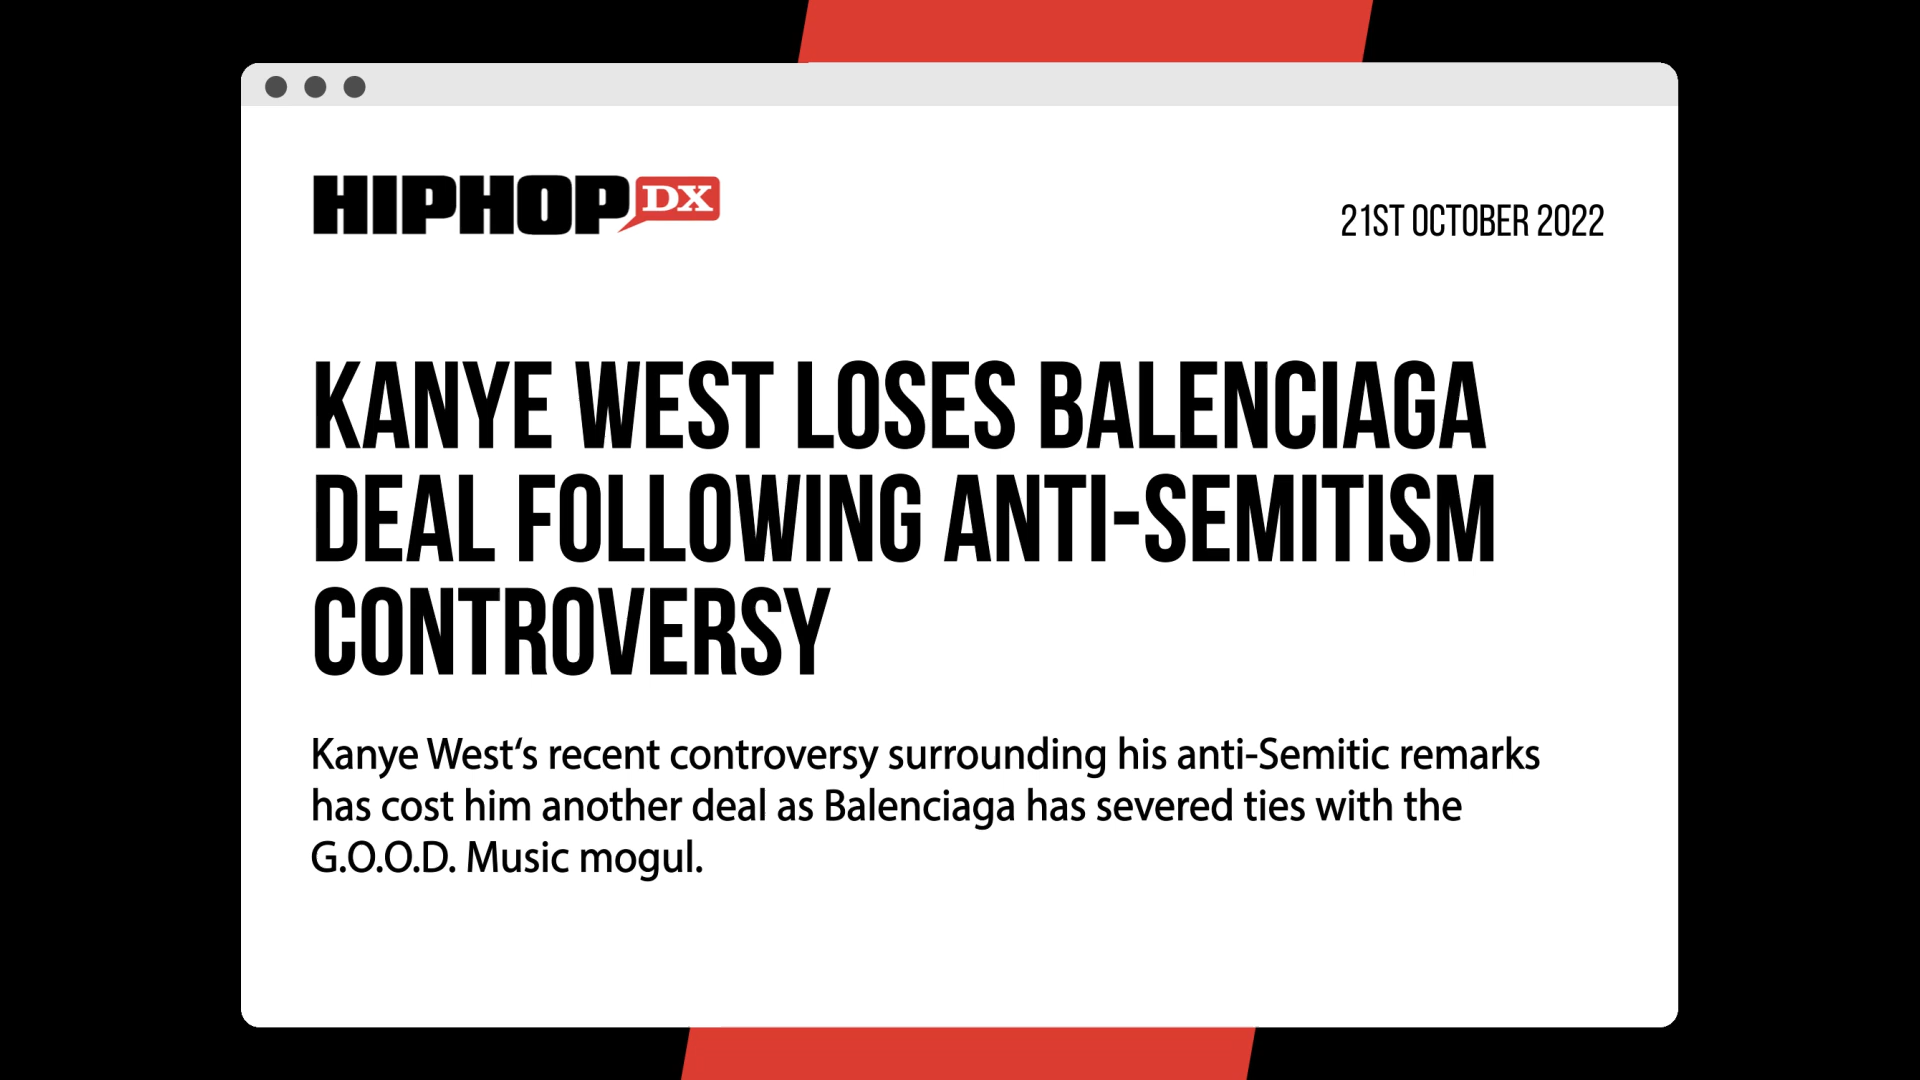 HIPHOPDX
21ST OCTOBER 2022
KANYE WEST LOSES BALENCIAGA
DEAL FOLLOWING ANTI-SEMITISM
CONTROVERSY
Kanye West‘s recent controversy surrounding his anti-Semitic remarks
has cost him another deal as Balenciaga has severed ties with the
G.O.O.D. Music mogul.